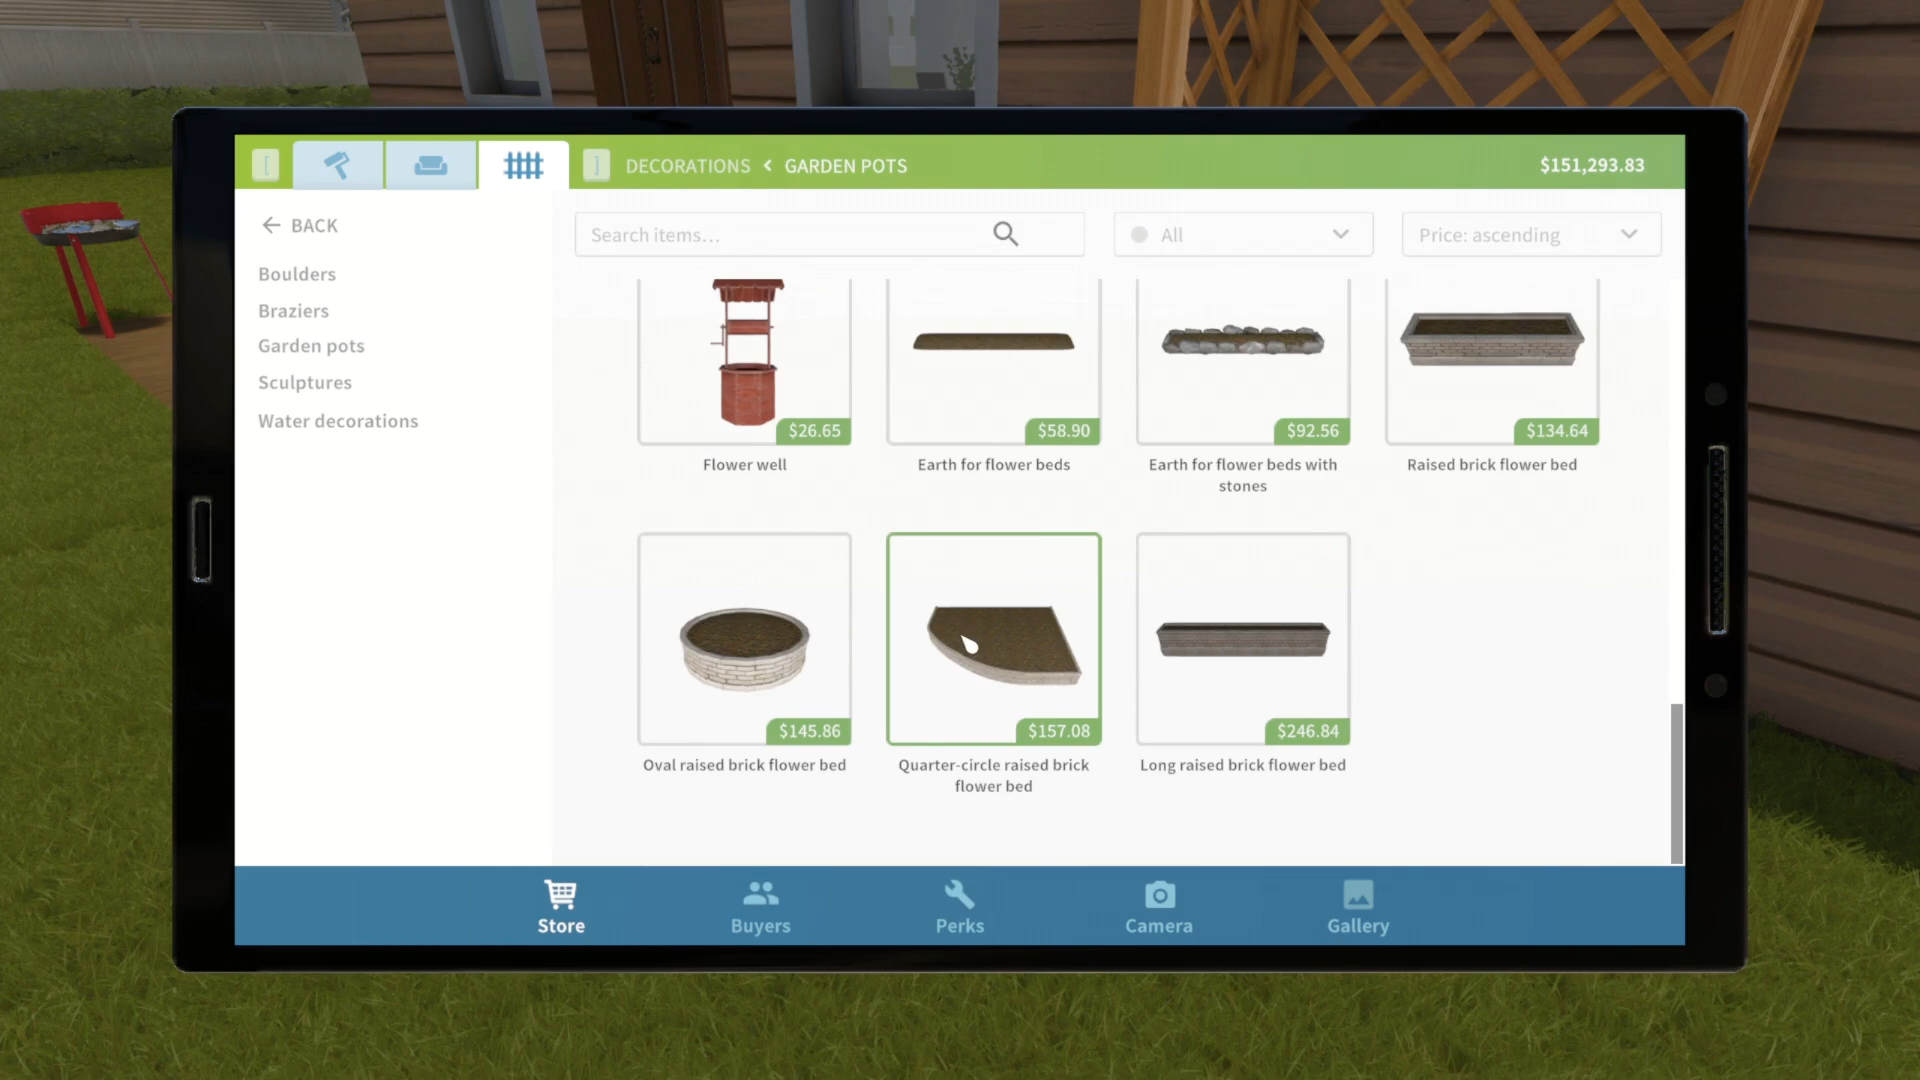 [
]
DECORATIONS < GARDEN POTS
$151,293.83
BACK
Boulders
Braziers
Garden pots
Sculptures
Water decorations
Search items...
All
Price: ascending
$26.65
Flower well
$58.90
Earth for flower beds
$92.56
Earth for flower beds with
stones
$134.64
Raised brick flower bed
$145.86
Oval raised brick flower bed
$157.08
Quarter-circle raised brick
flower bed
$246.84
Long raised brick flower bed
Store
Buyers
Perks
Camera
Gallery